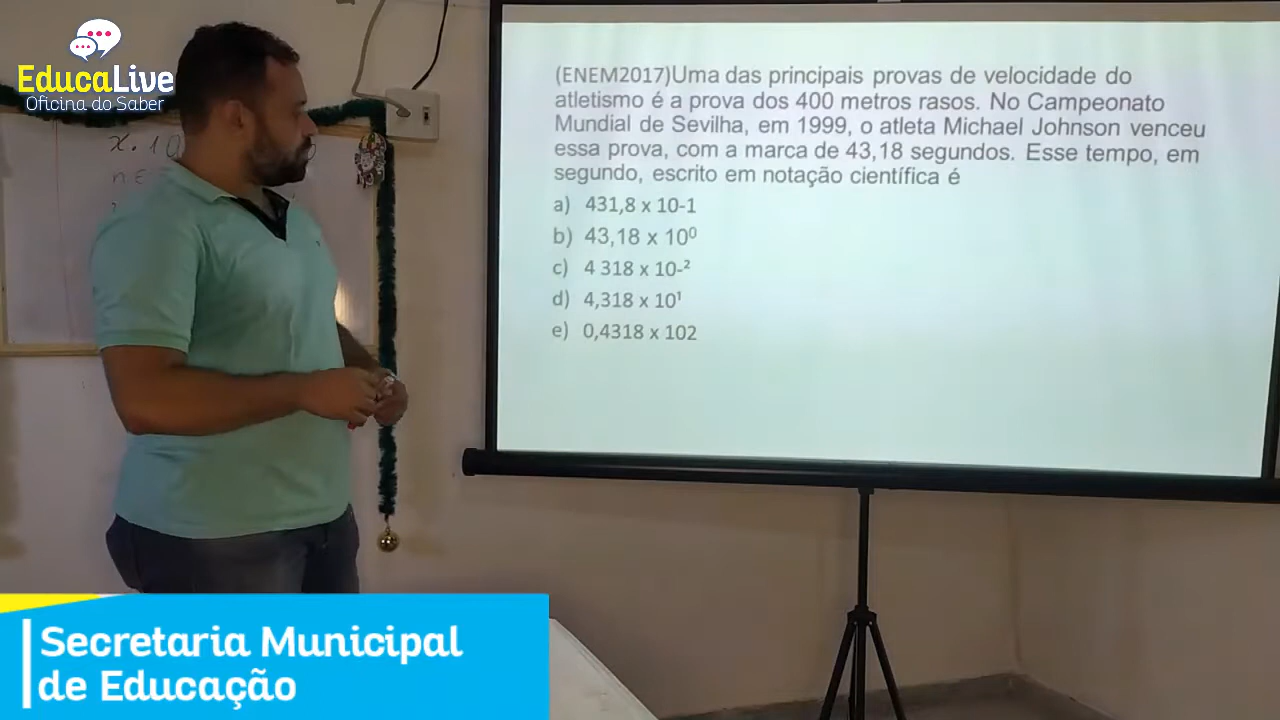 EducaLive
Oficina do Saber
(ENEM2017)Uma das principais provas de velocidade do
atletismo é a prova dos 400 metros rasos. No Campeonato
Mundial de Sevilha, em 1999, o atleta Michael Johnson venceu
essa prova, com a marca de 43,18 segundos. Esse tempo, em
segundo, escrito em notação científica é
a) 431,8 x 10-1
b) 43,18 x 10⁰
c) 4 318 x 10-²
d) 4,318 x 10¹
e) 0,4318 x 102
Secretaria Municipal
de Educação